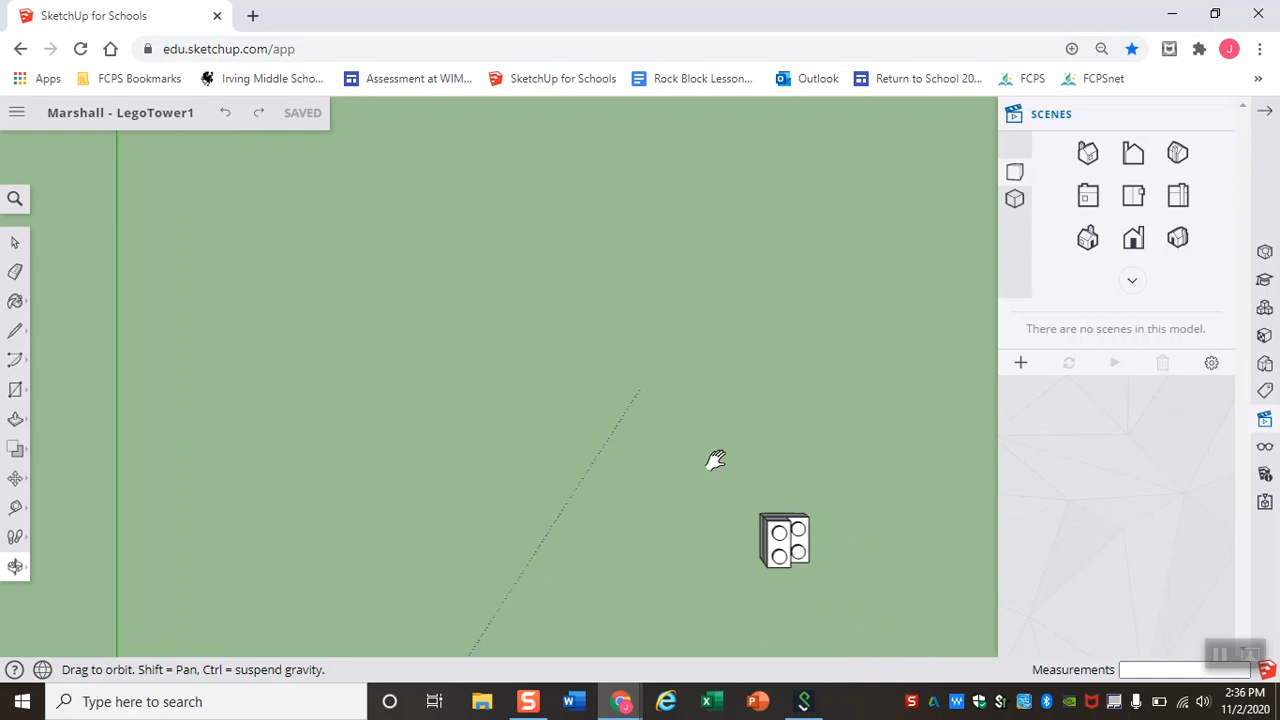 SketchUp for Schools
edu.sketchup.com/app
J
Apps
FCPS Bookmarks
Irving Middle Scho...
Assessment at WIM...
SketchUp for Schools
Rock Block Lesson...
Outlook
Return to School 20...
FCPS
FCPSnet
»
Marshall - LegoTower1
SAVED
SCENES
There are no scenes in this model.
Drag to orbit. Shift = Pan, Ctrl = suspend gravity.
Measurements
Type here to search
2:36 PM
11/2/2020